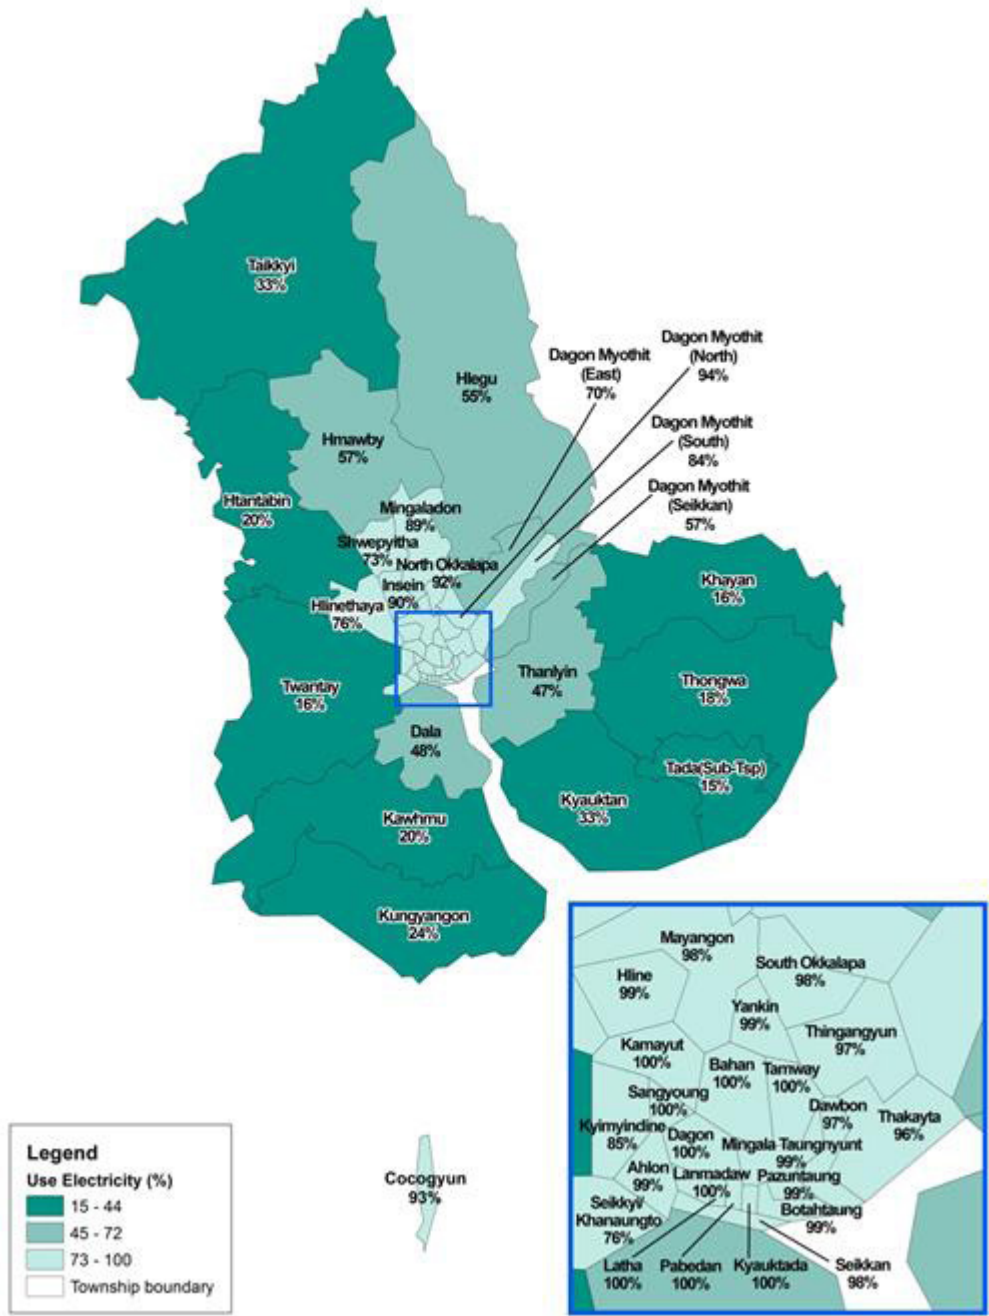 Taikkyi
33%
Hlegu
55%
Dagon Myothit
(East)
70%
Dagon Myothit
(North)
94%
Dagon Myothit
(South)
84%
Dagon Myothit
(Seikkan)
57%
Hmawby
57%
Htantabin
20%
Mingaladon
89%
Shwepyitha
73%
North Okkalapa
92%
Insein
90%
Hlinethaya
76%
Khayan
16%
Thanlyin
47%
Thongwa
18%
Twantay
16%
Dala
48%
Tada(Sub-Tsp)
15%
Kyauktan
33%
Kawhmu
20%
Kungyangon
24%
Mayangon
98%
South Okkalapa
98%
Hline
99%
Yankin
99%
Thingangyun
97%
Kamayut
100%
Bahan
100%
Tamway
100%
Sangyoung
100%
Dawbon
97%
Thakayta
96%
Kyimyindine
85%
Dagon
100%
Mingala Taungnyunt
99%
Ahlon
99%
Lanmadaw
100%
Pazuntaung
99%
Seikkyi/
Khanaungto
76%
Botahtaung
99%
Latha
100%
Pabedan
100%
Kyauktada
100%
Seikkan
98%
Cocogyun
93%
Legend
Use Electricity (%)
15 - 44
45 - 72
73 - 100
Township boundary